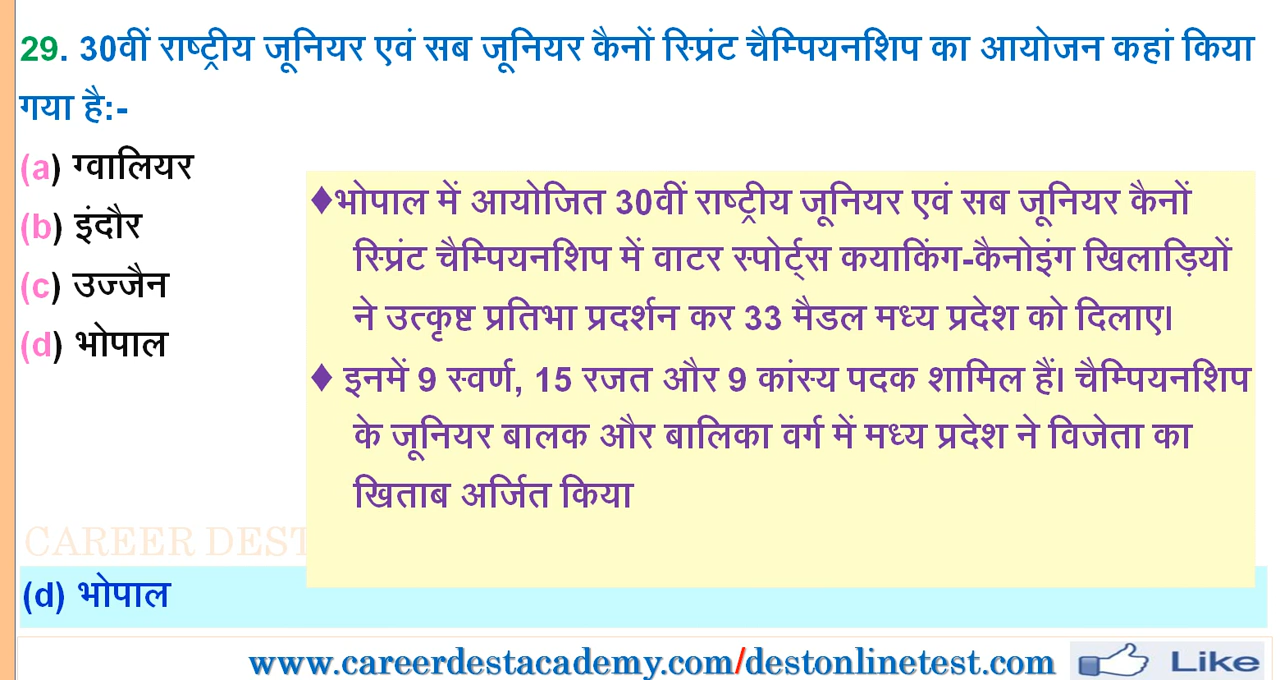 29. 30वीं राष्ट्रीय जूनियर एवं सब जूनियर कैनों स्प्रिंट चैम्पियनशिप का आयोजन कहां किया
गया है:-
(a) ग्वालियर
(b) इंदौर
(c) उज्जैन
(d) भोपाल
♦भोपाल में आयोजित 30वीं राष्ट्रीय जूनियर एवं सब जूनियर कैनों
स्प्रिंट चैम्पियनशिप में वाटर स्पोर्ट्स कयाकिंग-कैनोइंग खिलाड़ियों
ने उत्कृष्ट प्रतिभा प्रदर्शन कर 33 मैडल मध्य प्रदेश को दिलाए।
♦ इनमें 9 स्वर्ण, 15 रजत और 9 कांस्य पदक शामिल हैं। चैम्पियनशिप
के जूनियर बालक और बालिका वर्ग में मध्य प्रदेश ने विजेता का
खिताब अर्जित किया
CAREER DEST
(d) भोपाल
www.careerdestacademy.com/destonlinetest.com Like